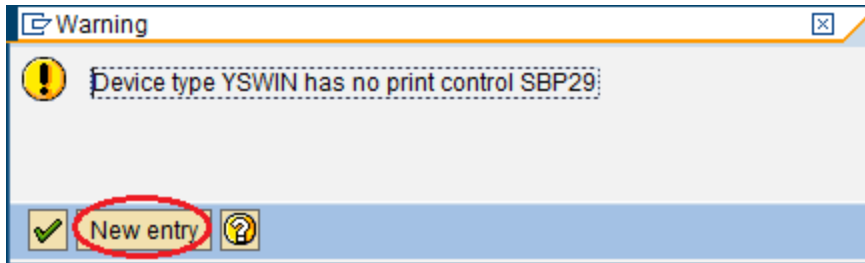 Warning
Device type YSWIN has no print control SBP29
New entry